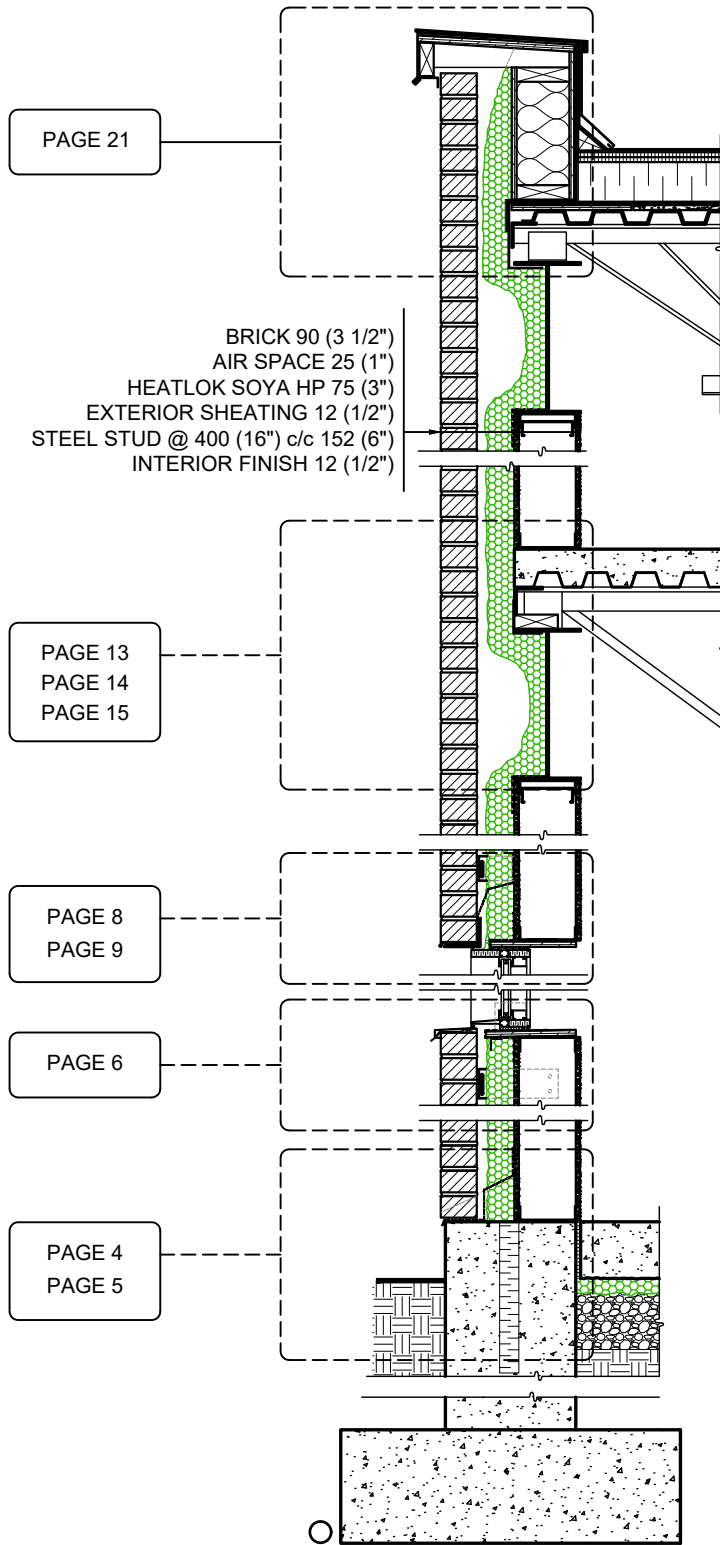 PAGE 21
BRICK 90 (3 1/2")
AIR SPACE 25 (1")
HEATLOK SOYA HP 75 (3")
EXTERIOR SHEATING 12 (1/2")
STEEL STUD @ 400 (16") c/c 152 (6")
INTERIOR FINISH 12 (1/2")
PAGE 13
PAGE 14
PAGE 15
PAGE 8
PAGE 9
PAGE 6
PAGE 4
PAGE 5